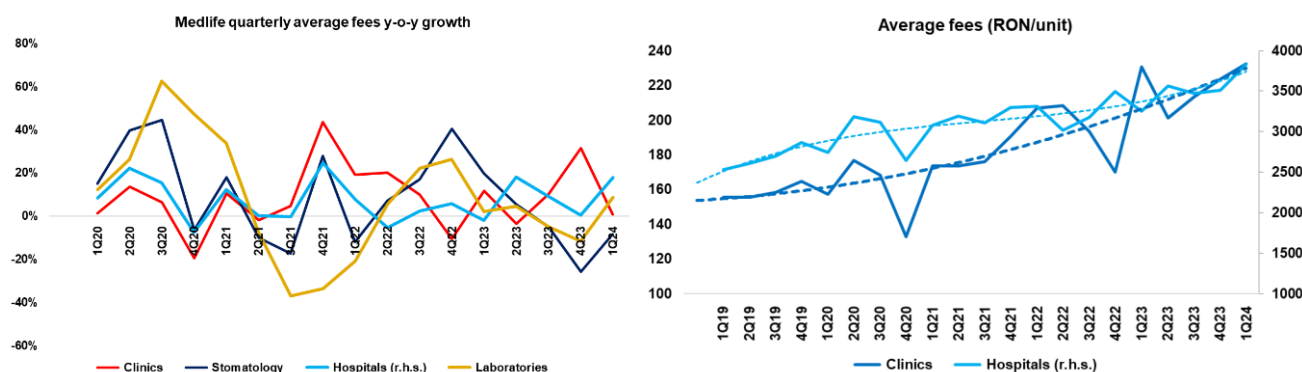 Medlife quarterly average fees y-o-y growth
80%
60%
40%
20%
0%
-20%
-40%
-60%
1Q20
2Q20
3Q20
4Q20
1Q21
2Q21
3Q21
4Q21
1Q22
2Q22
3Q22
4Q22
1Q23
2Q23
3Q23
4Q23
1Q24
Clinics Stomatology Hospitals (r.h.s.) Laboratories
Average fees (RON/unit)
240
220
200
180
160
140
120
100
4000
3500
3000
2500
2000
1500
1000
1Q19
2Q19
3Q19
4Q19
1Q20
2Q20
3Q20
4Q20
1Q21
2Q21
3Q21
4Q21
1Q22
2Q22
3Q22
4Q22
1Q23
2Q23
3Q23
4Q23
1Q24
Clinics Hospitals (r.h.s.)